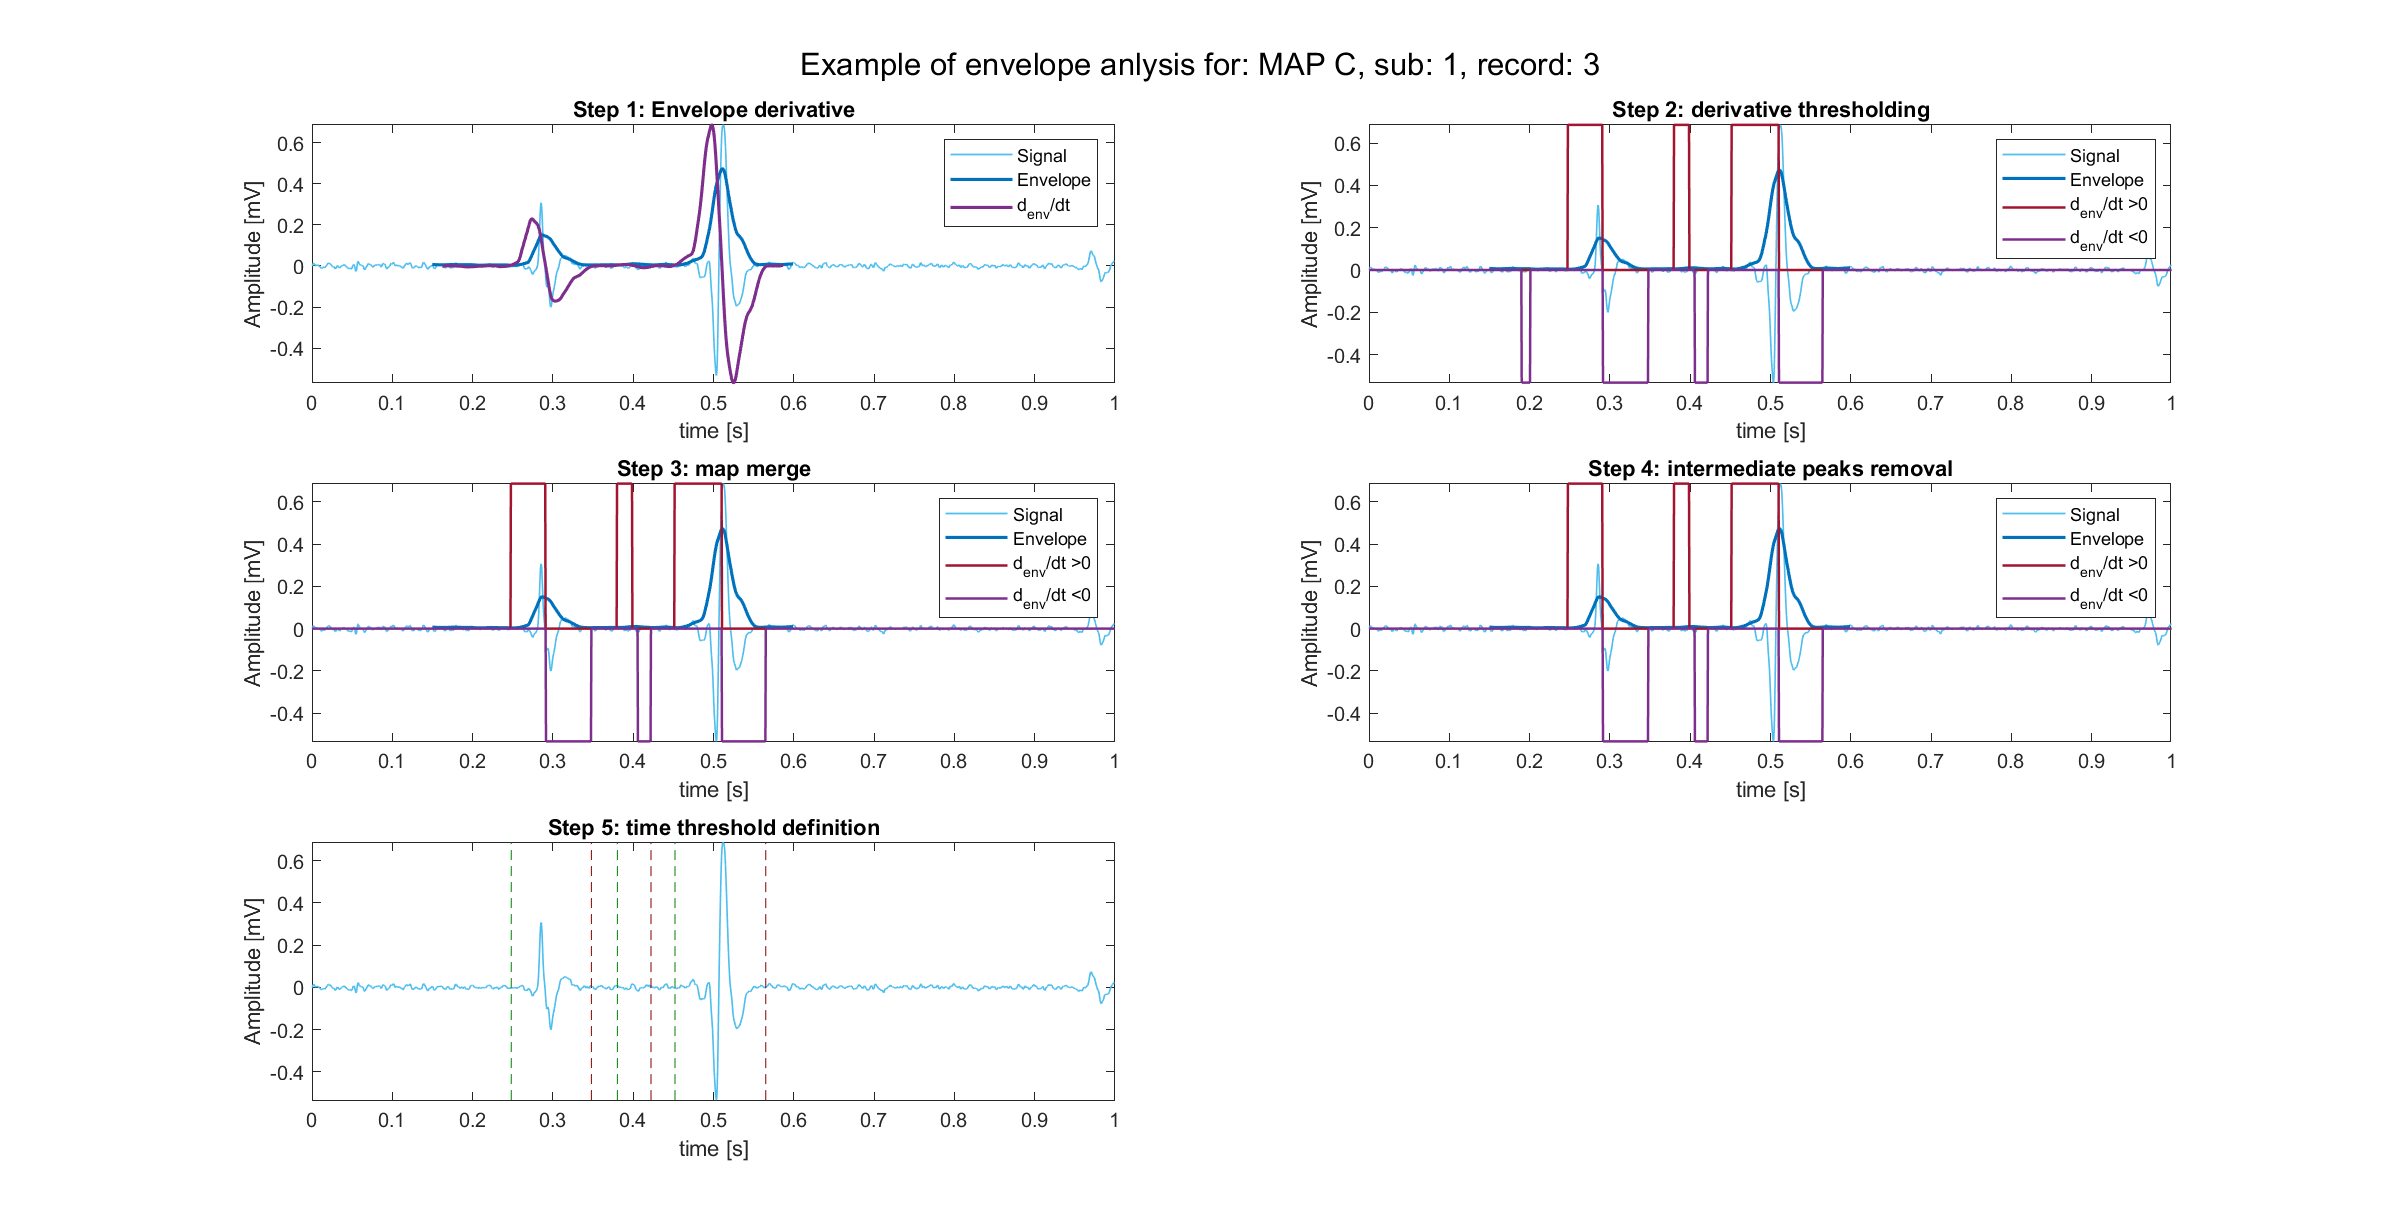 Example of envelope anlysis for: MAP C, sub: 1, record: 3
Step 1: Envelope derivative
Amplitude [mV]
0.6
0.4
0.2
0
-0.2
-0.4
0 0.1 0.2 0.3 0.4 0.5 0.6 0.7 0.8 0.9 1
time [s]
Signal
Envelope
d_env/dt
Step 2: derivative thresholding
Amplitude [mV]
0.6
0.4
0.2
0
-0.2
-0.4
0 0.1 0.2 0.3 0.4 0.5 0.6 0.7 0.8 0.9 1
time [s]
Signal
Envelope
d_env/dt >0
d_env/dt <0
Step 3: map merge
Amplitude [mV]
0.6
0.4
0.2
0
-0.2
-0.4
0 0.1 0.2 0.3 0.4 0.5 0.6 0.7 0.8 0.9 1
time [s]
Signal
Envelope
d_env/dt >0
d_env/dt <0
Step 4: intermediate peaks removal
Amplitude [mV]
0.6
0.4
0.2
0
-0.2
-0.4
0 0.1 0.2 0.3 0.4 0.5 0.6 0.7 0.8 0.9 1
time [s]
Signal
Envelope
d_env/dt >0
d_env/dt <0
Step 5: time threshold definition
Amplitude [mV]
0.6
0.4
0.2
0
-0.2
-0.4
0 0.1 0.2 0.3 0.4 0.5 0.6 0.7 0.8 0.9 1
time [s]